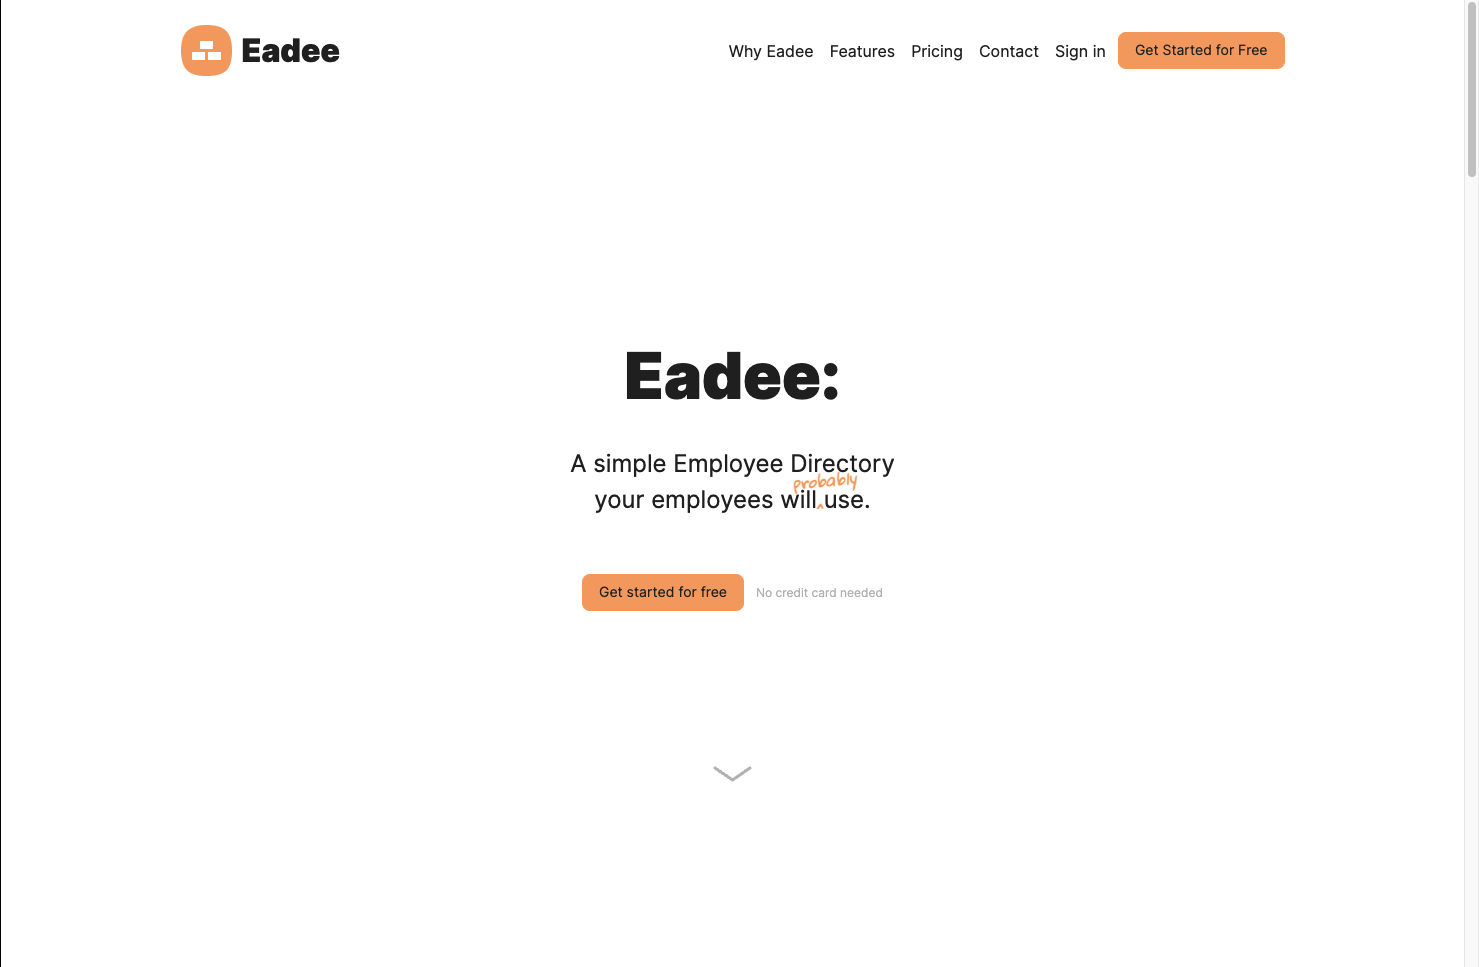 Eadee
Why Eadee Features Pricing Contact Sign in Get Started for Free
Eadee:
A simple Employee Directory
probably
your employees will ^ use.
Get started for free No credit card needed